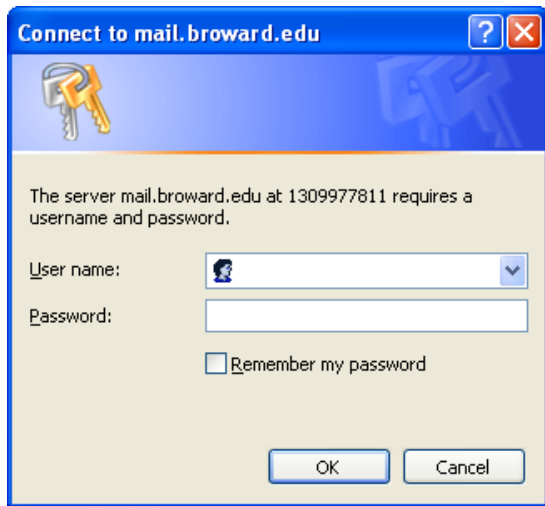 Connect to mail.broward.edu
The server mail.broward.edu at 1309977811 requires a
username and password.
User name:
Password:
Remember my password
OK Cancel